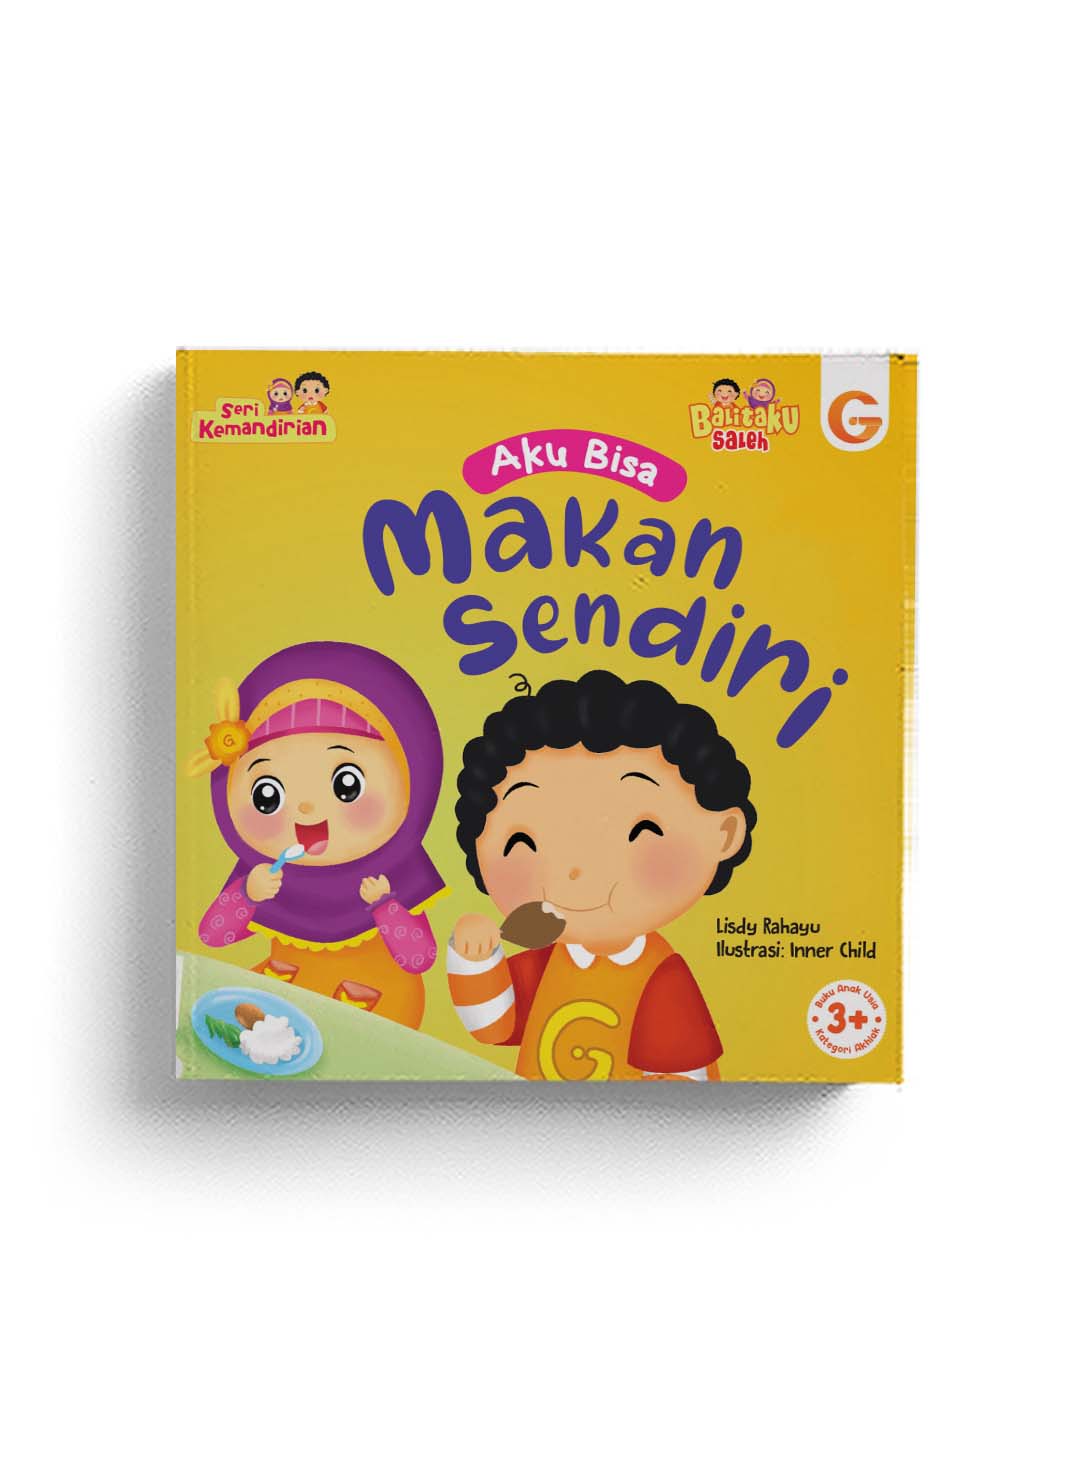 Seri
Kemandirian
Balitaku
Saleh
G
Aku Bisa
Makan
Sendiri
Lisdy Rahayu
Ilustrasi: Inner Child
Buku Anak Usia
3+
Kategori Akhlak
G
G